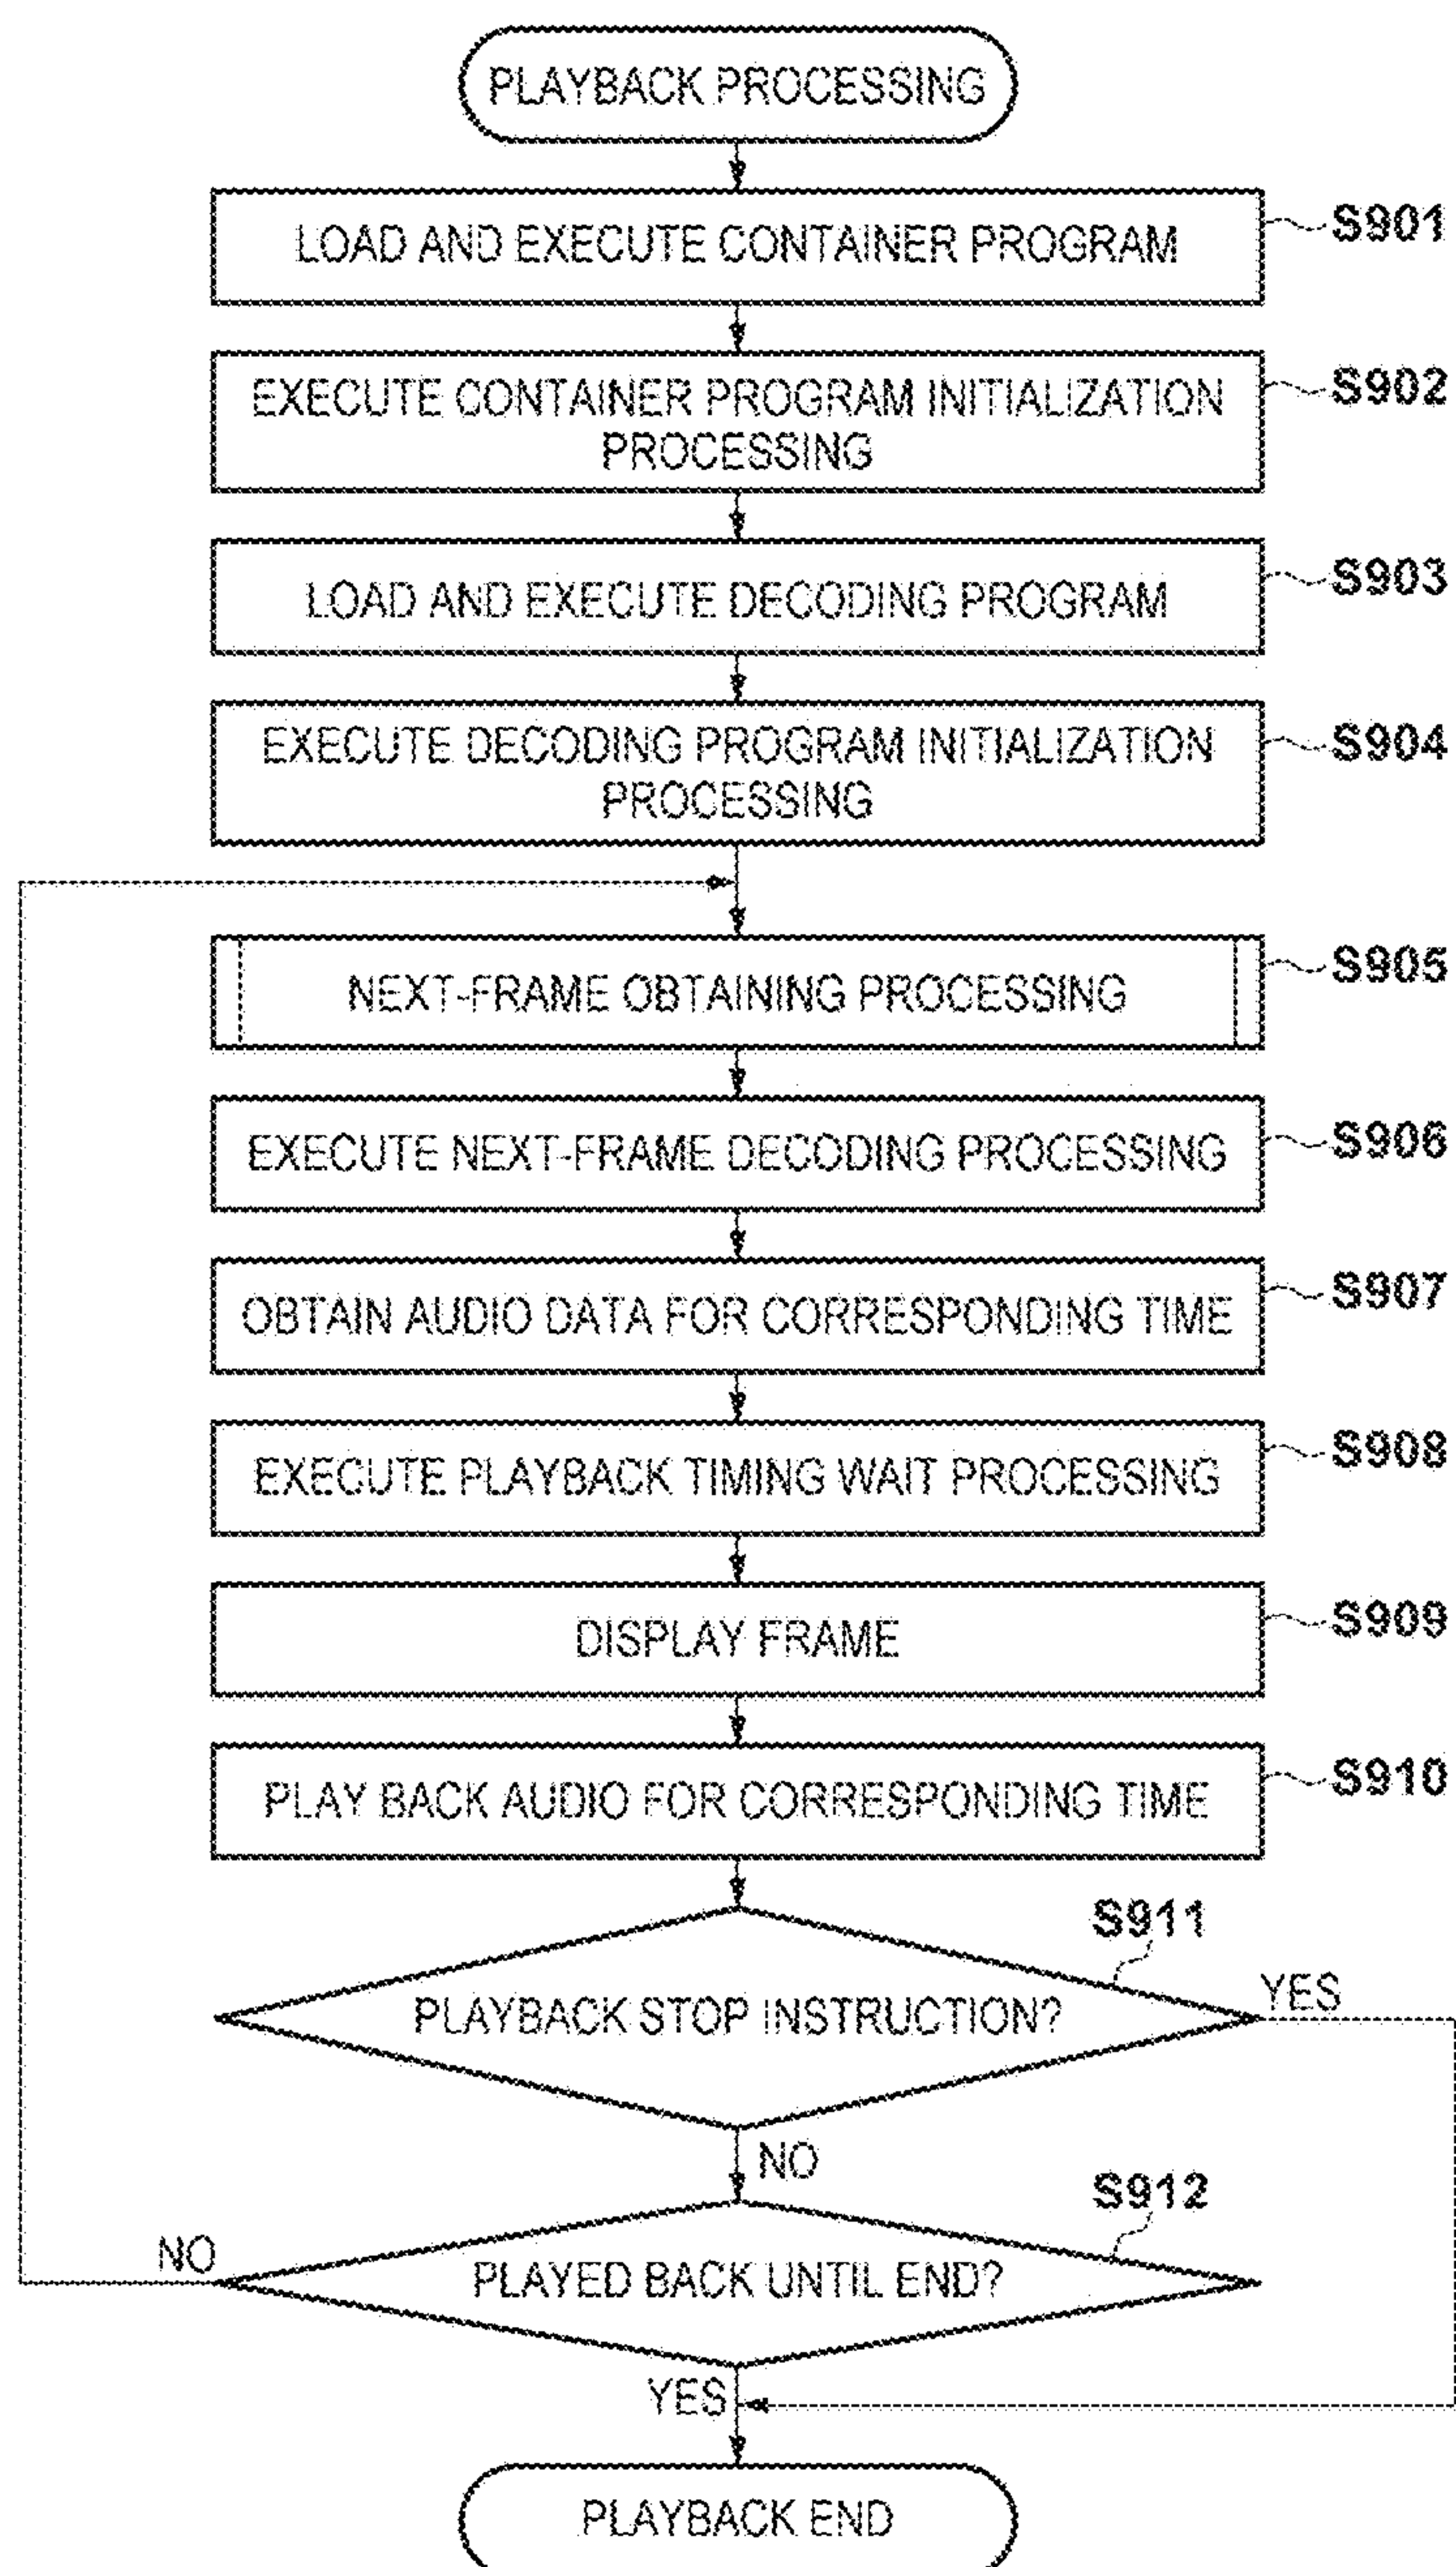 PLAYBACK PROCESSING
LOAD AND EXECUTE CONTAINER PROGRAM
S901
EXECUTE CONTAINER PROGRAM INITIALIZATION
PROCESSING
S902
LOAD AND EXECUTE DECODING PROGRAM
S903
EXECUTE DECODING PROGRAM INITIALIZATION
PROCESSING
S904
NEXT-FRAME OBTAINING PROCESSING
S905
EXECUTE NEXT-FRAME DECODING PROCESSING
S906
OBTAIN AUDIO DATA FOR CORRESPONDING TIME
S907
EXECUTE PLAYBACK TIMING WAIT PROCESSING
S908
DISPLAY FRAME
S909
PLAY BACK AUDIO FOR CORRESPONDING TIME
S910
S911
PLAYBACK STOP INSTRUCTION?
YES
NO
S912
PLAYED BACK UNTIL END?
NO
YES
PLAYBACK END